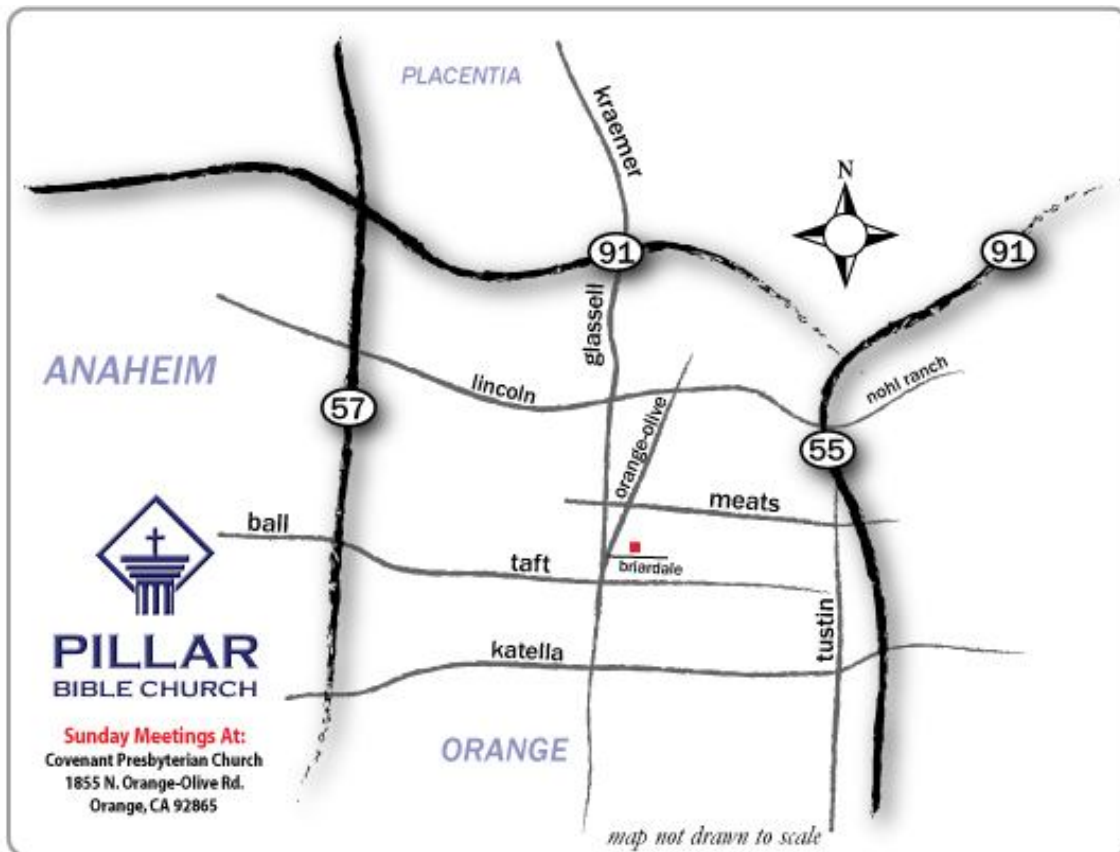 PLACENTIA
kraemer
N
91
91
glassell
ANAHEIM
lincoln
nohl ranch
57
orange-olive
55
meats
ball
taft
briardale
tustin
katella
PILLAR
BIBLE CHURCH
Sunday Meetings At:
Covenant Presbyterian Church
1855 N. Orange-Olive Rd.
Orange, CA 92865
ORANGE
map not drawn to scale